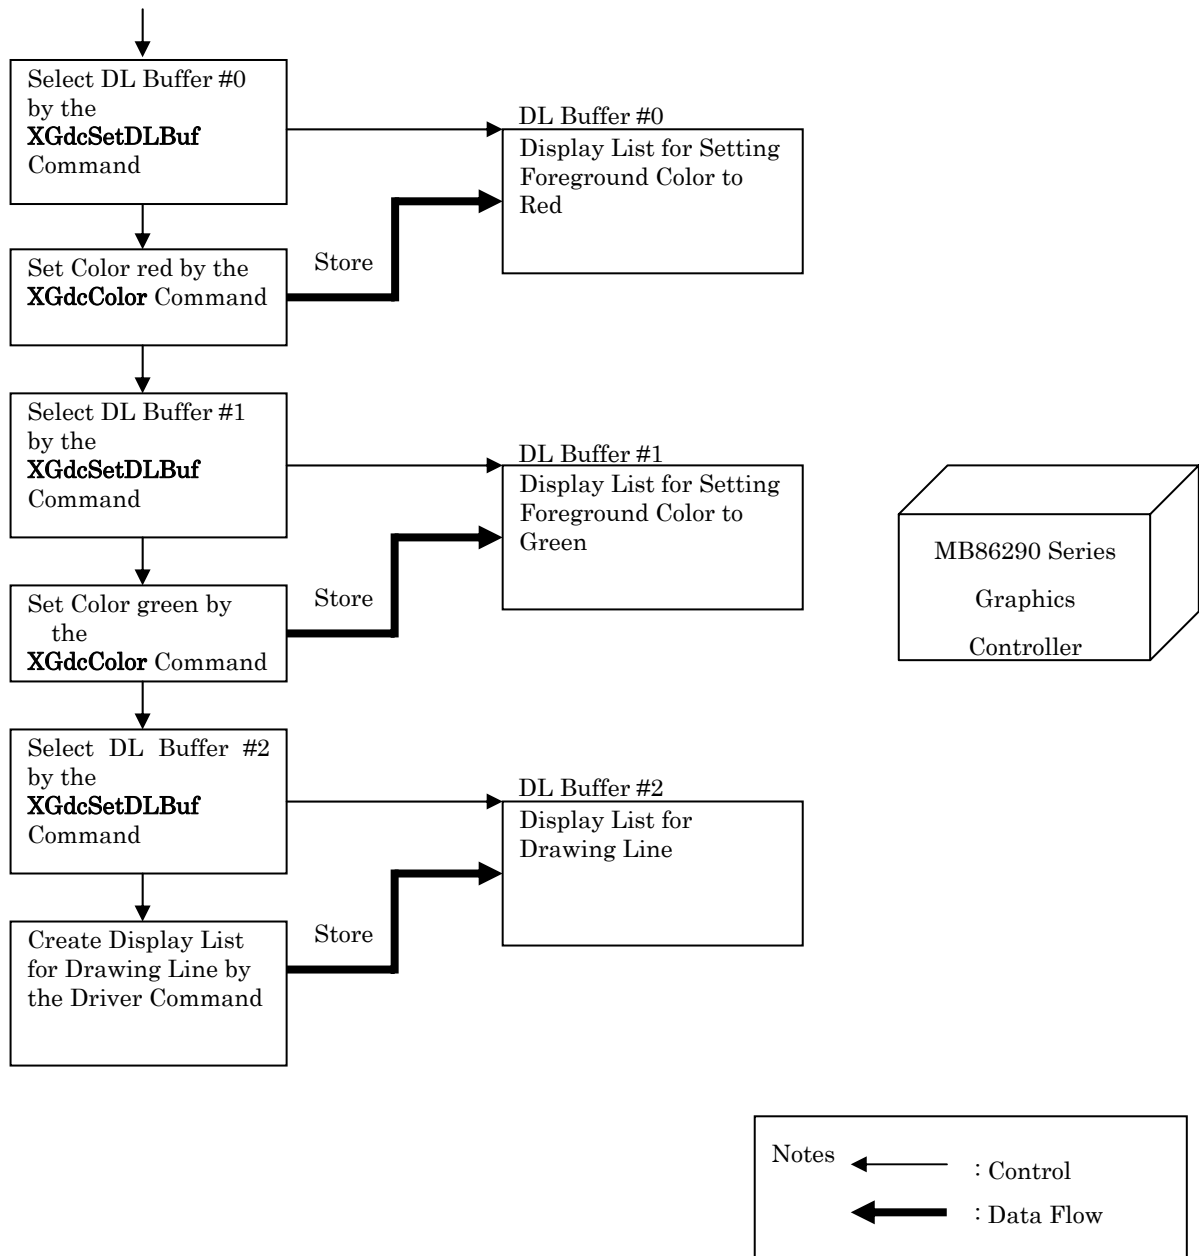 Select DL Buffer #0
by the
XGdcSetDLBuf
Command
DL Buffer #0
Display List for Setting
Foreground Color to
Red
Set Color red by the
XGdcColor Command
Store
Select DL Buffer #1
by the
XGdcSetDLBuf
Command
DL Buffer #1
Display List for Setting
Foreground Color to
Green
Set Color green by
the
XGdcColor Command
Store
MB86290 Series
Graphics
Controller
Select DL Buffer #2
by the
XGdcSetDLBuf
Command
DL Buffer #2
Display List for
Drawing Line
Create Display List
for Drawing Line by
the Driver Command
Store
Notes
: Control
: Data Flow